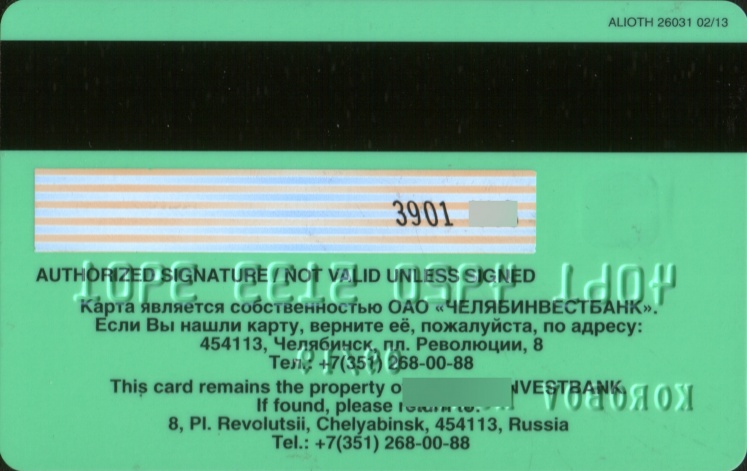 ALIOTH 26031 02/13
3901
AUTHORIZED SIGNATURE / NOT VALID UNLESS SIGNED
Карта является собственностью ОАО «ЧЕЛЯБИНВЕСТБАНК».
Если Вы нашли карту, верните её, пожалуйста, по адресу:
454113, Челябинск, пл. Революции, 8
Тел.: +7(351) 268-00-88
This card remains the property
If found, please
8, Pl. Revolutsii, Chelyabinsk, 454113, Russia
Tel.: +7(351) 268-00-88